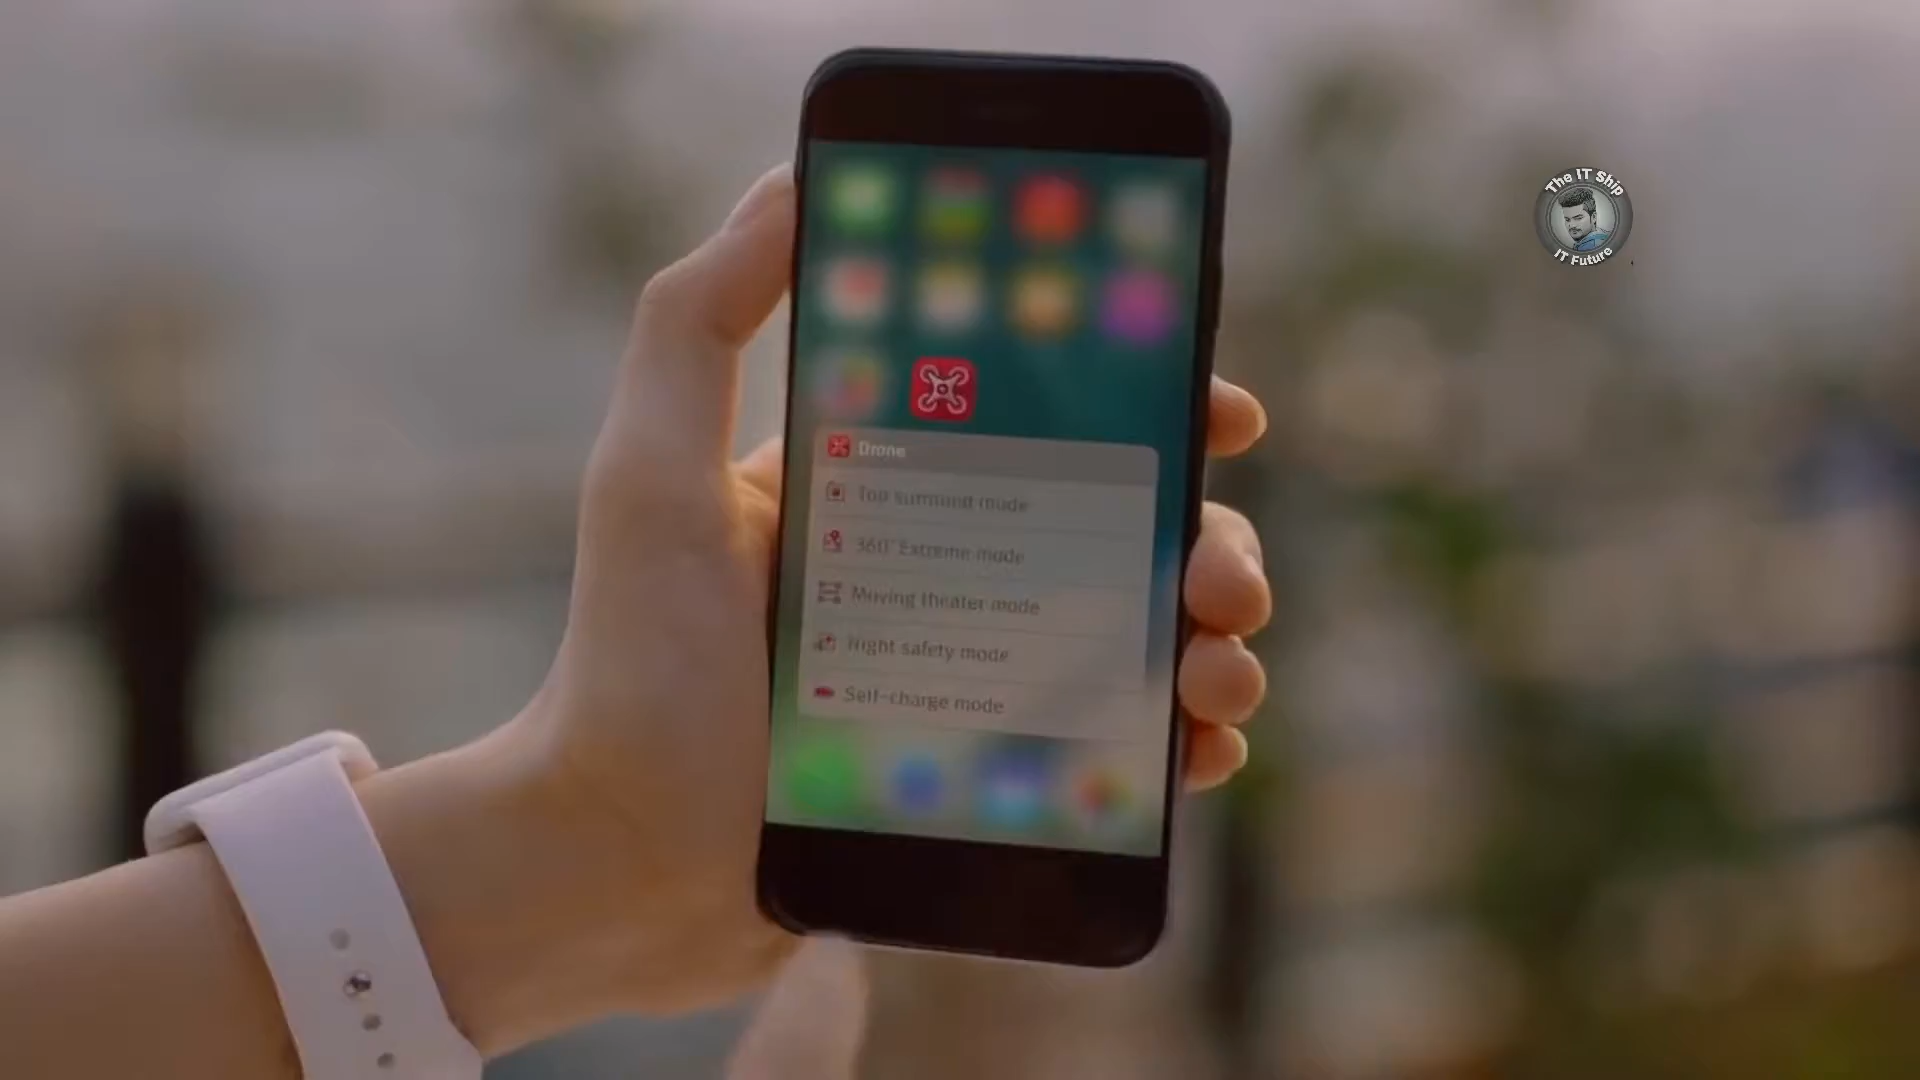 The IT Ship
IT Future
Drone
Top surround mode
360° Extreme mode
Moving theater mode
Night safety mode
Self-charge mode